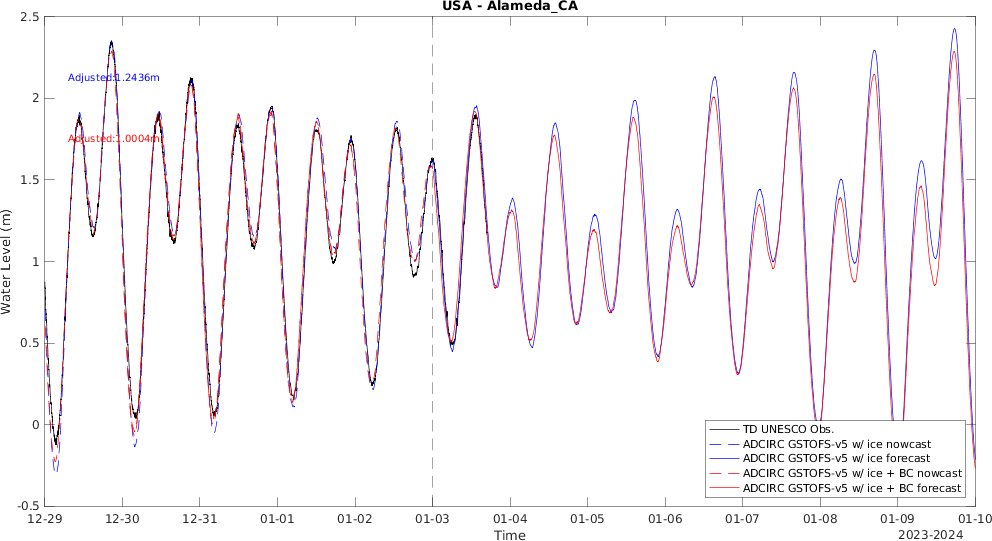 USA - Alameda_CA
2.5
2
1.5
1
0.5
0
-0.5
Water Level (m)
Adjusted:1.2436m
Adjusted:1.0004m
TD UNESCO Obs.
ADCIRC GSTOFS-v5 w/ ice nowcast
ADCIRC GSTOFS-v5 w/ ice forecast
ADCIRC GSTOFS-v5 w/ ice + BC nowcast
ADCIRC GSTOFS-v5 w/ ice + BC forecast
12-29 12-30 12-31 01-01 01-02 01-03 01-04 01-05 01-06 01-07 01-08 01-09 01-10
Time
2023-2024